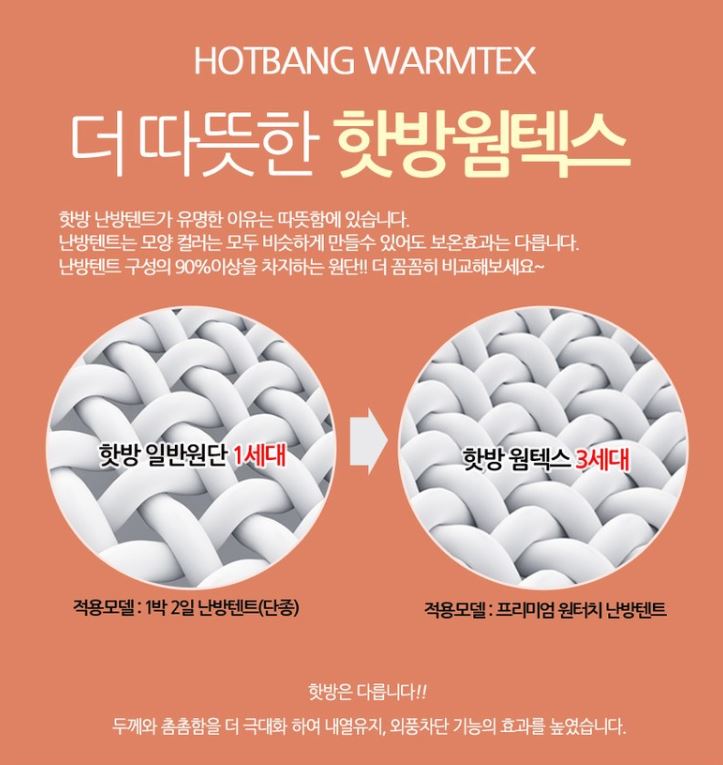 HOTBANG WARMTEX
더 따뜻한 핫방웜텍스
핫방 난방텐트가 유명한 이유는 따뜻함에 있습니다.
난방텐트는 모양 컬러는 모두 비슷하게 만들수 있어도 보온효과는 다릅니다.
난방텐트 구성의 90%이상을 차지하는 원단!! 더 꼼꼼히 비교해보세요~
핫방 일반원단 1세대
핫방 웜텍스 3세대
적용모델 : 1박 2일 난방텐트(단종)
적용모델 : 프리미엄 원터치 난방텐트
핫방은 다릅니다!!
두께와 촘촘함을 더 극대화 하여 내열유지, 외풍차단 기능의 효과를 높였습니다.